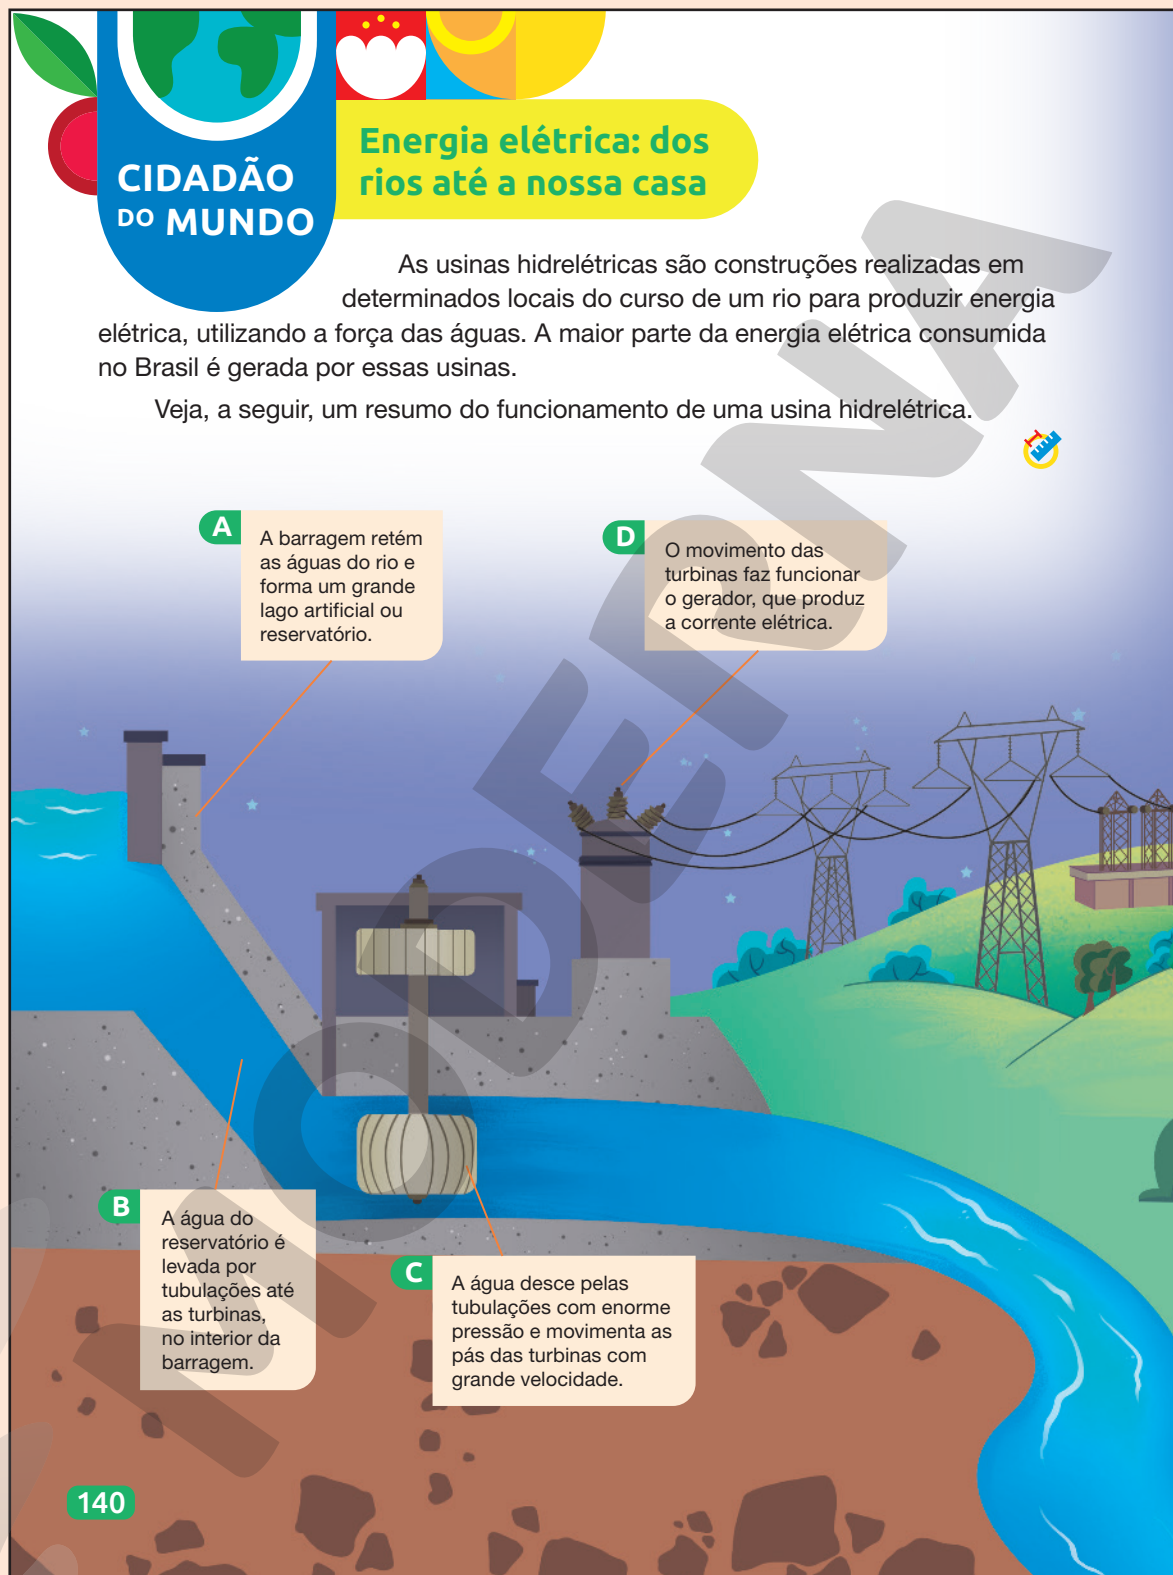 CIDADÃO
DO MUNDO
Energia elétrica: dos
rios até a nossa casa
As usinas hidrelétricas são construções realizadas em
determinados locais do curso de um rio para produzir energia
elétrica, utilizando a força das águas. A maior parte da energia elétrica consumida
no Brasil é gerada por essas usinas.
Veja, a seguir, um resumo do funcionamento de uma usina hidrelétrica.
A
A barragem retém
as águas do rio e
forma um grande
lago artificial ou
reservatório.
D
O movimento das
turbinas faz funcionar
o gerador, que produz
a corrente elétrica.
B
A água do
reservatório é
levada por
tubulações até
as turbinas,
no interior da
barragem.
C
A água desce pelas
tubulações com enorme
pressão e movimenta as
pás das turbinas com
grande velocidade.
140
MODERNA